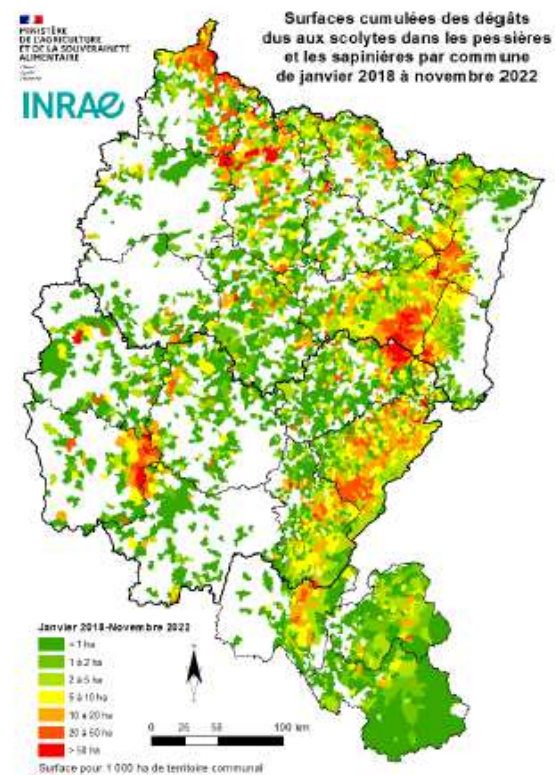 MINISTÈRE
DE L'AGRICULTURE
ET DE LA SOUVERAINETÉ
ALIMENTAIRE
INRAE
Surfaces cumulées des dégâts
dus aux scolytes dans les pessières
et les sapinières par commune
de janvier 2018 à novembre 2022
Janvier 2018-Novembre 2022
< 1 ha
1 à 2 ha
2 à 5 ha
5 à 10 ha
10 à 20 ha
20 à 50 ha
> 50 ha
0 25 50 100 km
Surface pour 1 000 ha de territoire communal